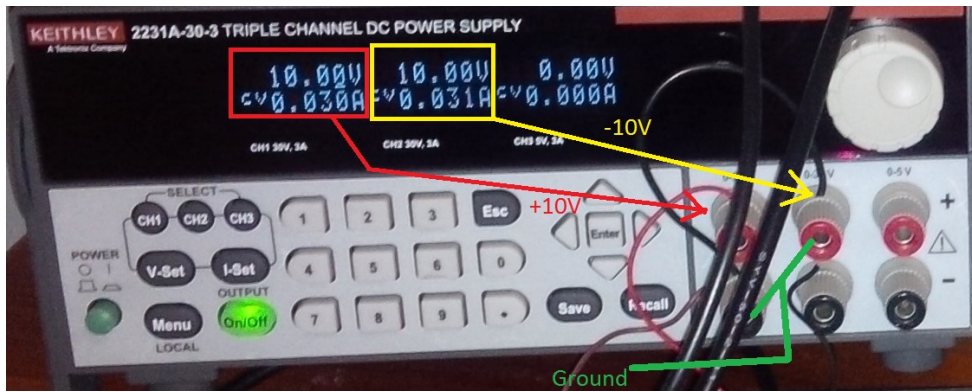 KEITHLEY 2231A-30-3 TRIPLE CHANNEL DC POWER SUPPLY
A Tektronix Company
10.00V 10.00V 0.00V
cv0.030A cv0.031A cv0.000A
-10V
CH1 30V, 3A CH2 30V, 3A CH3 5V, 3A
0-5 V
SELECT
+10V
CH1 CH2 CH3 1 2 3 Esc
Enter
+
POWER
V-Set I-Set 4 5 6 0
-
OUTPUT
Menu On/Off 7 8 9 • Save Recall
LOCAL
Ground